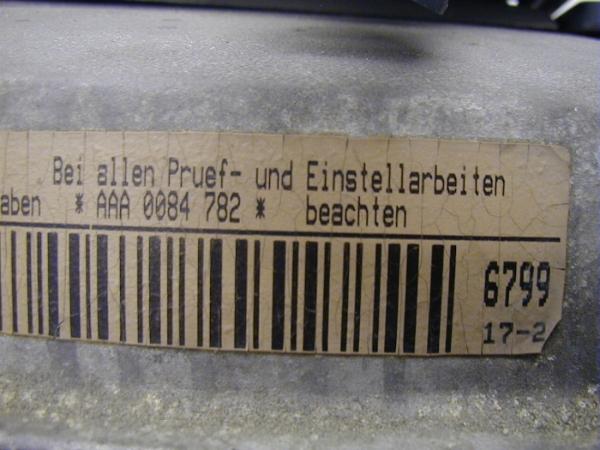 Bei allen Pruef- und Einstellarbeiten
aben * AAA 0084 782 * beachten
6799
17-2